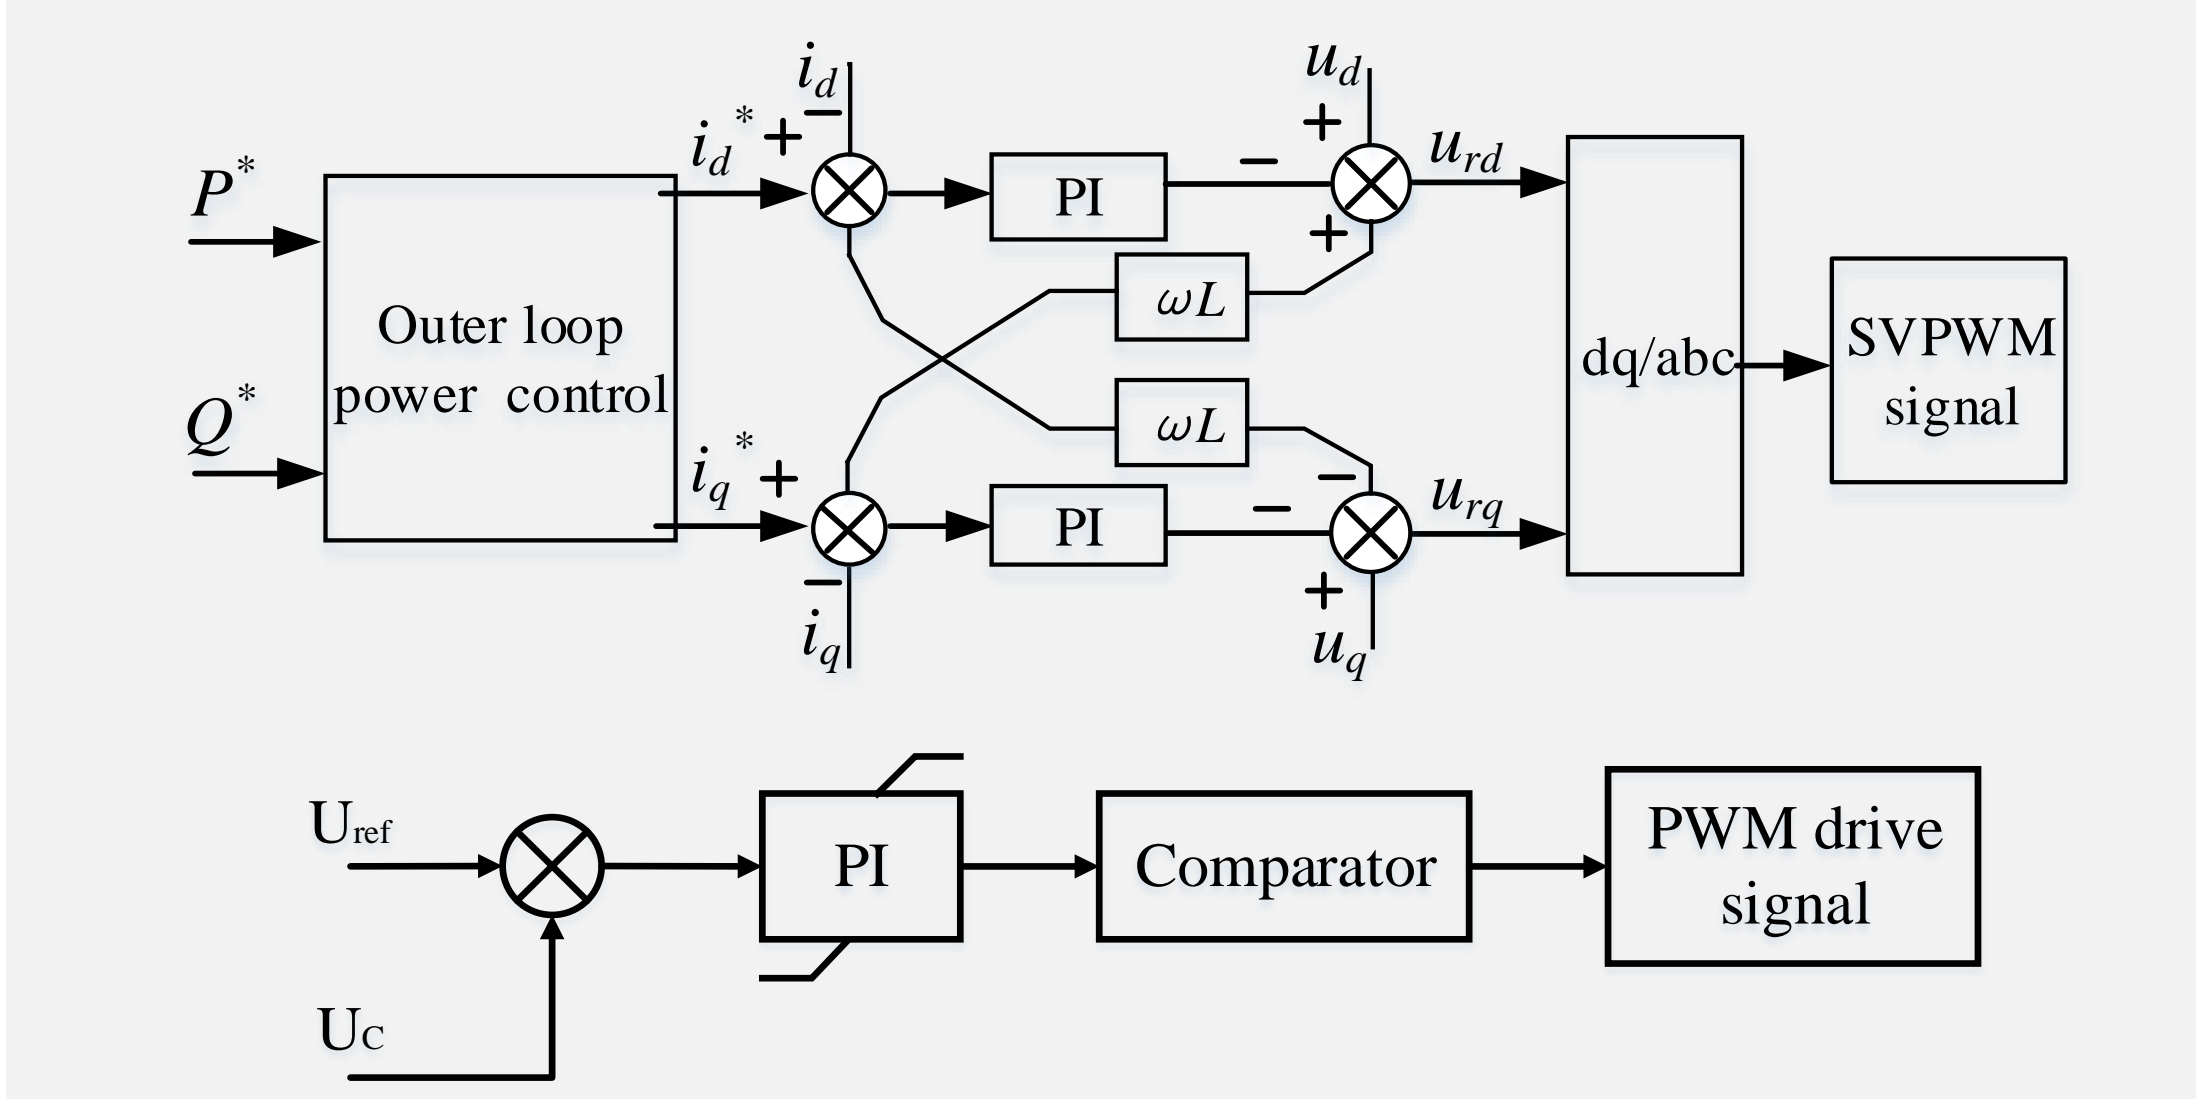 i_d
u_d
i_d^* + −
+
P^*
PI
−
u_rd
+
ωL
Outer loop
power control
dq/abc
SVPWM
signal
Q^*
ωL
i_q^* +
−
PI
−
u_rq
−
i_q
+
u_q
U_ref
PI
Comparator
PWM drive
signal
U_C